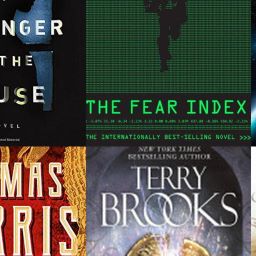 NGER
THE
USE
NOVEL
THE FEAR INDEX
THE INTERNATIONALLY BEST-SELLING NOVEL >>>
MAS
RRIS
NEW YORK TIMES
BESTSELLING AUTHOR
TERRY
BROOKS